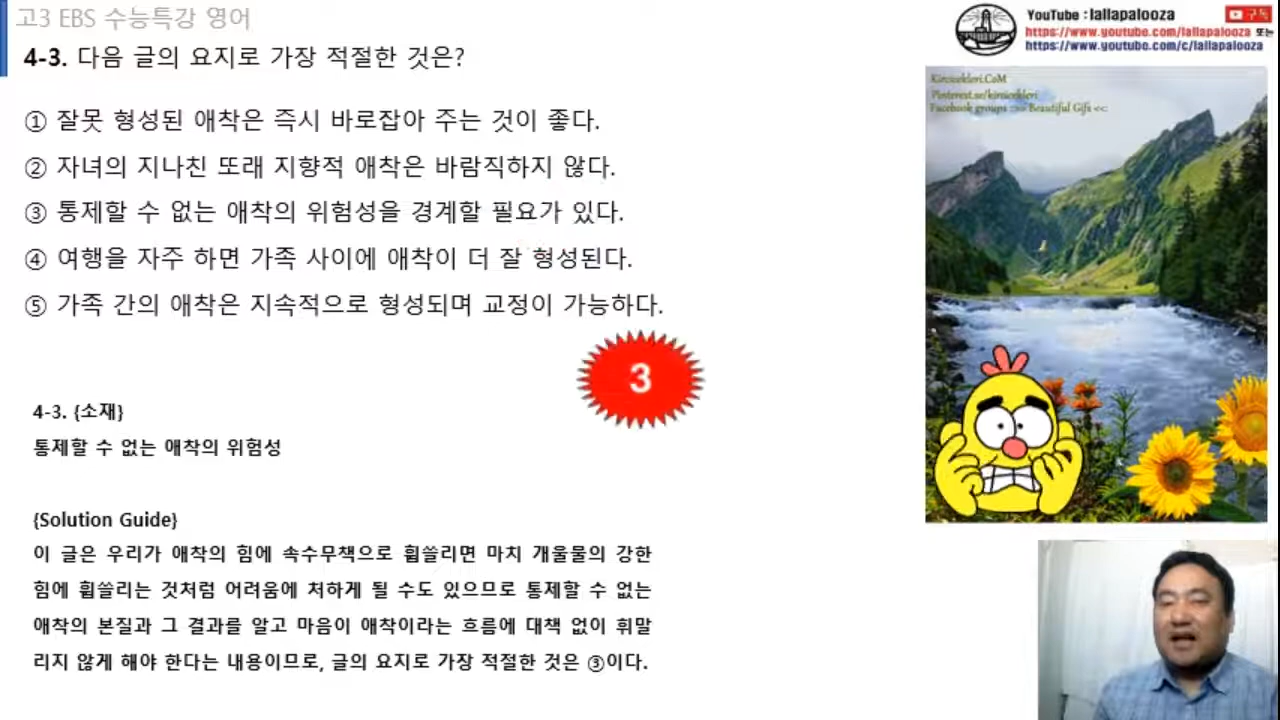 고3 EBS 수능특강 영어
4-3. 다음 글의 요지로 가장 적절한 것은?
① 잘못 형성된 애착은 즉시 바로잡아 주는 것이 좋다.
② 자녀의 지나친 또래 지향적 애착은 바람직하지 않다.
③ 통제할 수 없는 애착의 위험성을 경계할 필요가 있다.
④ 여행을 자주 하면 가족 사이에 애착이 더 잘 형성된다.
⑤ 가족 간의 애착은 지속적으로 형성되며 교정이 가능하다.
3
4-3. {소재}
통제할 수 없는 애착의 위험성
{Solution Guide}
이 글은 우리가 애착의 힘에 속수무책으로 휩쓸리면 마치 개울물의 강한
힘에 휩쓸리는 것처럼 어려움에 처하게 될 수도 있으므로 통제할 수 없는
애착의 본질과 그 결과를 알고 마음이 애착이라는 흐름에 대책 없이 휘말
리지 않게 해야 한다는 내용이므로, 글의 요지로 가장 적절한 것은 ③이다.
YouTube : lallapalooza
구독
https://www.youtube.com/lallapalooza 또는
https://www.youtube.com/c/lallapalooza
Kircicekleri.CoM
Pinterest.se/kircicekleri
Facebook groups ::>> Beautiful Gifs <<: